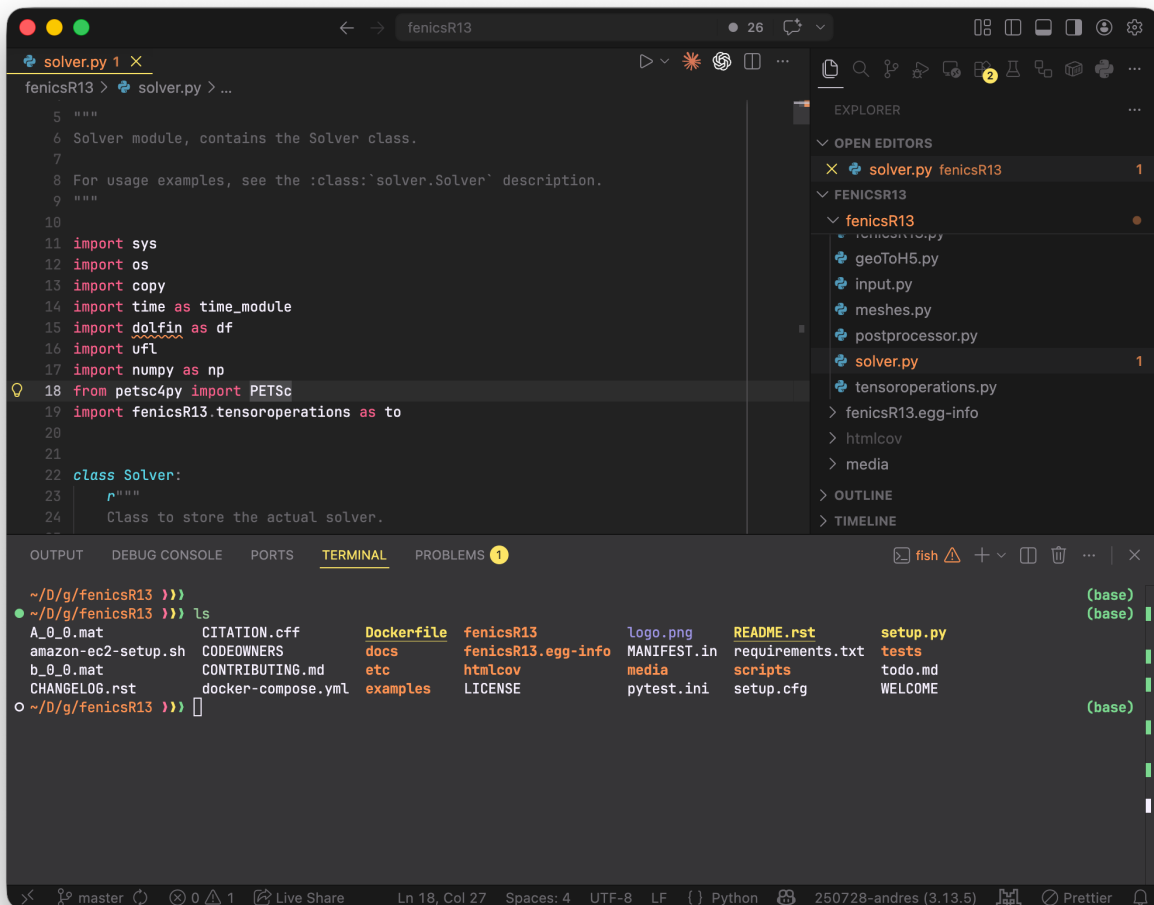 fenicsR13
26
solver.py 1
fenicsR13 > solver.py > ...
5 """
6 Solver module, contains the Solver class.
7
8 For usage examples, see the :class:`solver.Solver` description.
9 """
10
11 import sys
12 import os
13 import copy
14 import time as time_module
15 import dolfin as df
16 import ufl
17 import numpy as np
18 from petsc4py import PETSc
19 import fenicsR13.tensoroperations as to
20
21
22 class Solver:
23 r"""
24 Class to store the actual solver.
2
EXPLORER
OPEN EDITORS
solver.py fenicsR13 1
FENICSR13
fenicsR13
fenicsR13.py
geoToH5.py
input.py
meshes.py
postprocessor.py
solver.py 1
tensoroperations.py
fenicsR13.egg-info
htmlcov
media
OUTLINE
TIMELINE
OUTPUT DEBUG CONSOLE PORTS TERMINAL PROBLEMS 1
fish
~/D/g/fenicsR13 ❯❯❯ (base)
~/D/g/fenicsR13 ❯❯❯ ls (base)
A_0_0.mat CITATION.cff Dockerfile fenicsR13 logo.png README.rst setup.py
amazon-ec2-setup.sh CODEOWNERS docs fenicsR13.egg-info MANIFEST.in requirements.txt tests
b_0_0.mat CONTRIBUTING.md etc htmlcov media scripts todo.md
CHANGELOG.rst docker-compose.yml examples LICENSE pytest.ini setup.cfg WELCOME
~/D/g/fenicsR13 ❯❯❯ (base)
master 0 1 Live Share Ln 18, Col 27 Spaces: 4 UTF-8 LF { } Python 250728-andres (3.13.5) Prettier